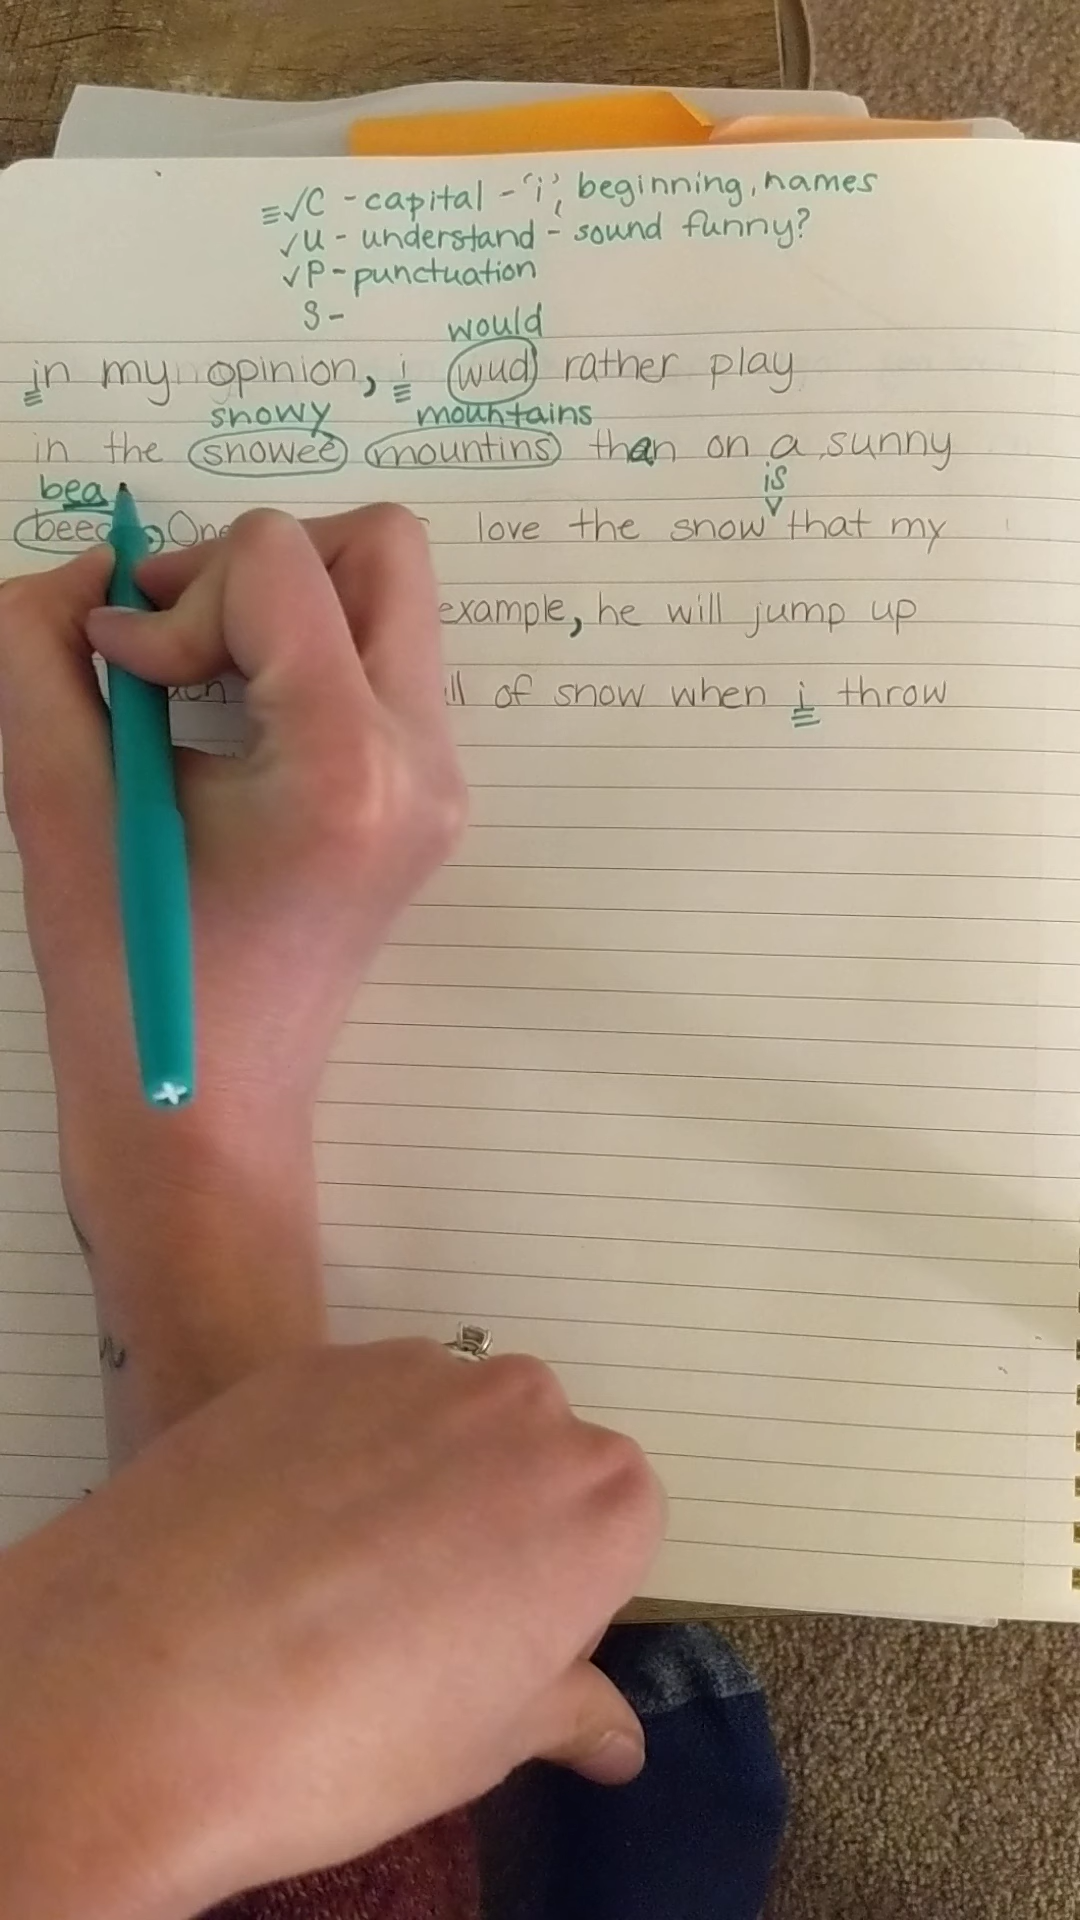 ≡✓C - capital - 'i', beginning, names
✓U - understand - sound funny?
✓P - punctuation
S -
would
in my opinion, i wud rather play
snowy mountains
in the snowee mountins than on a sunny
bea is
love the snow that my
example, he will jump up
of snow when i throw